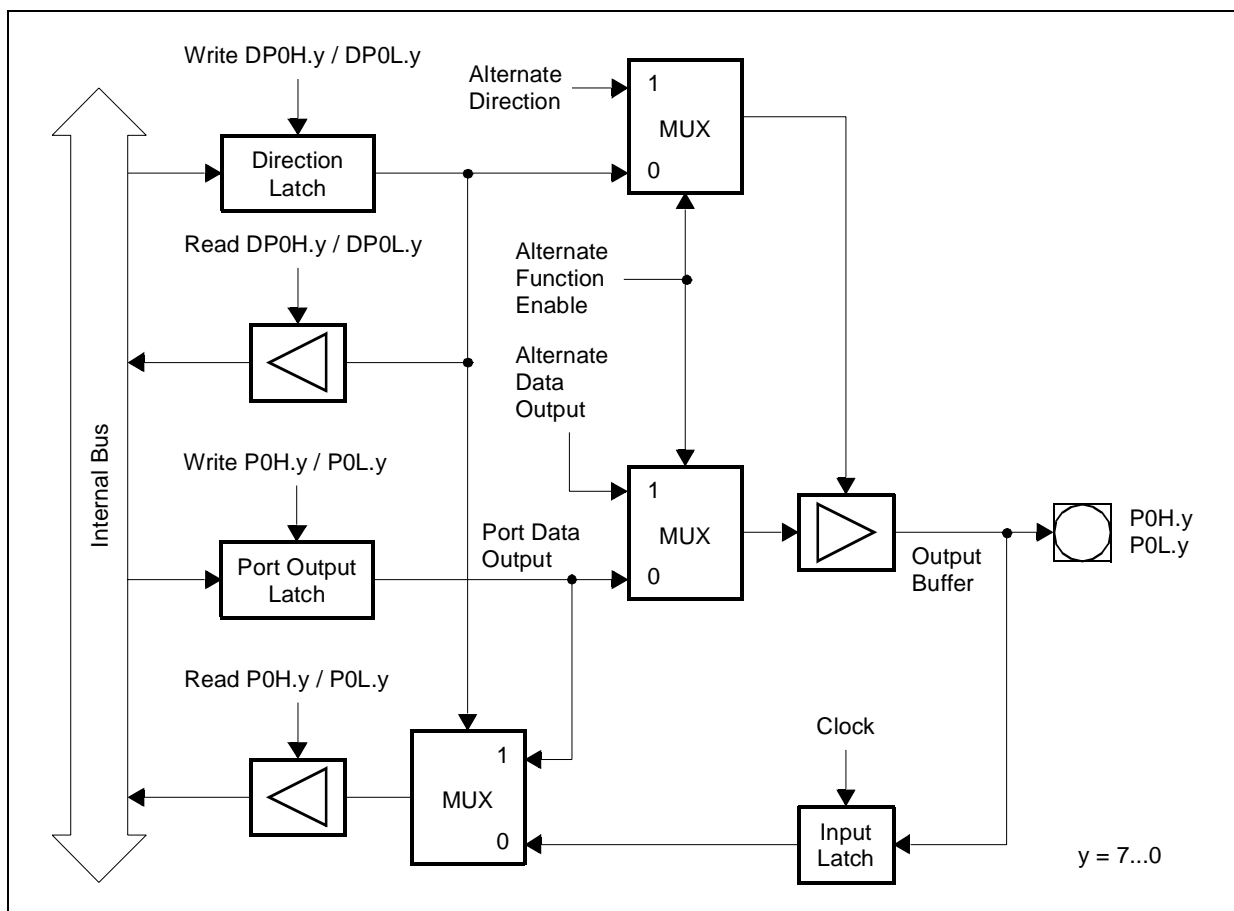 Write DP0H.y / DP0L.y
Alternate
Direction
1
MUX
0
Direction
Latch
Read DP0H.y / DP0L.y
Alternate
Function
Enable
Alternate
Data
Output
Internal Bus
Write P0H.y / P0L.y
1
MUX
0
Port Data
Output
Port Output
Latch
Output
Buffer
P0H.y
P0L.y
Read P0H.y / P0L.y
1
MUX
0
Clock
Input
Latch
y = 7...0